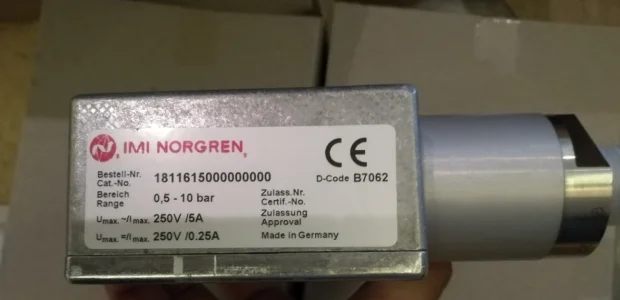 IMI NORGREN
CE
Bestell-Nr.
Cat.-No. 1811615000000000
D-Code B7062
Bereich
Range 0,5 - 10 bar
Zulass.Nr.
Certif.-No.
Umax. ~/Imax. 250V /5A
Zulassung
Approval
Umax. =/Imax. 250V /0.25A
Made in Germany